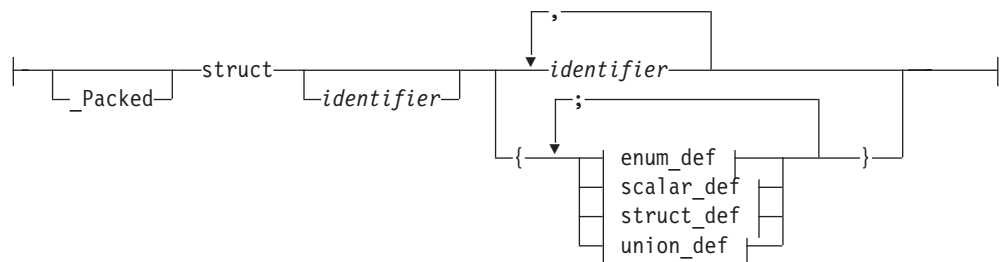 ,
struct identifier
_Packed identifier
;
{ enum_def }
scalar_def
struct_def
union_def